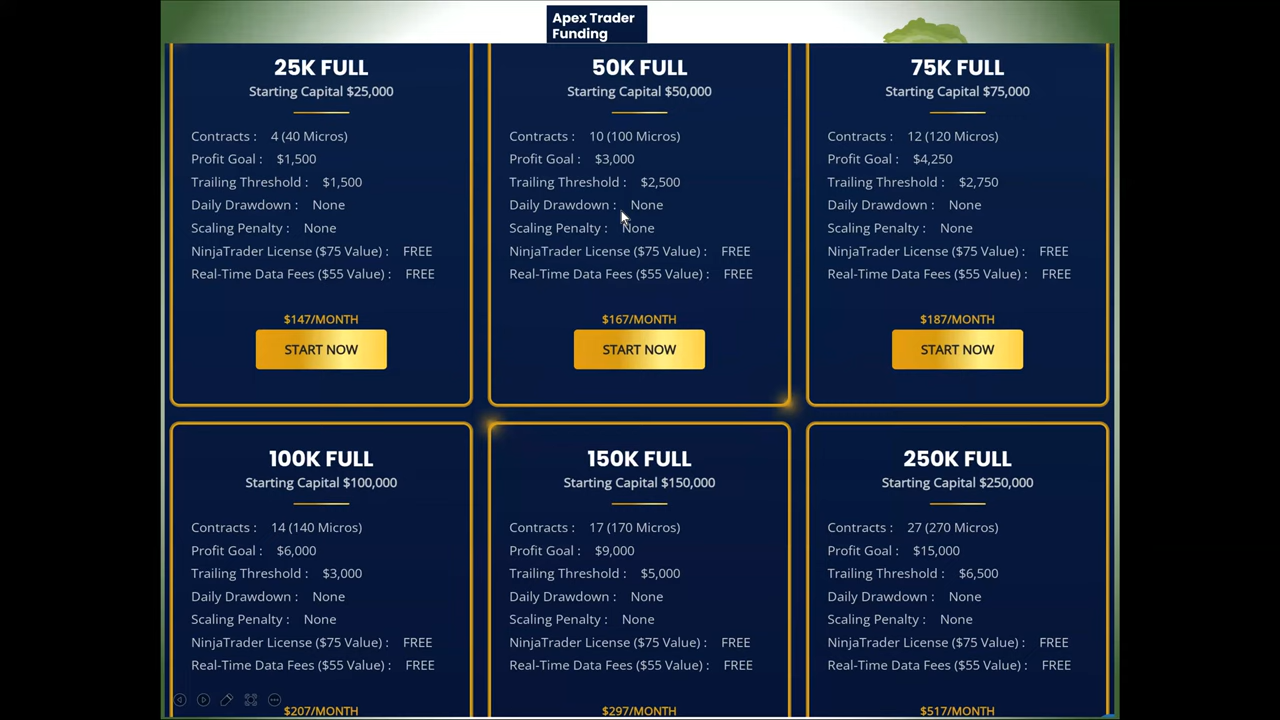 Apex Trader
Funding
25K FULL
Starting Capital $25,000
Contracts : 4 (40 Micros)
Profit Goal : $1,500
Trailing Threshold : $1,500
Daily Drawdown : None
Scaling Penalty : None
NinjaTrader License ($75 Value) : FREE
Real-Time Data Fees ($55 Value) : FREE
$147/MONTH
START NOW
50K FULL
Starting Capital $50,000
Contracts : 10 (100 Micros)
Profit Goal : $3,000
Trailing Threshold : $2,500
Daily Drawdown : None
Scaling Penalty : None
NinjaTrader License ($75 Value) : FREE
Real-Time Data Fees ($55 Value) : FREE
$167/MONTH
START NOW
75K FULL
Starting Capital $75,000
Contracts : 12 (120 Micros)
Profit Goal : $4,250
Trailing Threshold : $2,750
Daily Drawdown : None
Scaling Penalty : None
NinjaTrader License ($75 Value) : FREE
Real-Time Data Fees ($55 Value) : FREE
$187/MONTH
START NOW
100K FULL
Starting Capital $100,000
Contracts : 14 (140 Micros)
Profit Goal : $6,000
Trailing Threshold : $3,000
Daily Drawdown : None
Scaling Penalty : None
NinjaTrader License ($75 Value) : FREE
Real-Time Data Fees ($55 Value) : FREE
$207/MONTH
150K FULL
Starting Capital $150,000
Contracts : 17 (170 Micros)
Profit Goal : $9,000
Trailing Threshold : $5,000
Daily Drawdown : None
Scaling Penalty : None
NinjaTrader License ($75 Value) : FREE
Real-Time Data Fees ($55 Value) : FREE
$297/MONTH
250K FULL
Starting Capital $250,000
Contracts : 27 (270 Micros)
Profit Goal : $15,000
Trailing Threshold : $6,500
Daily Drawdown : None
Scaling Penalty : None
NinjaTrader License ($75 Value) : FREE
Real-Time Data Fees ($55 Value) : FREE
$517/MONTH